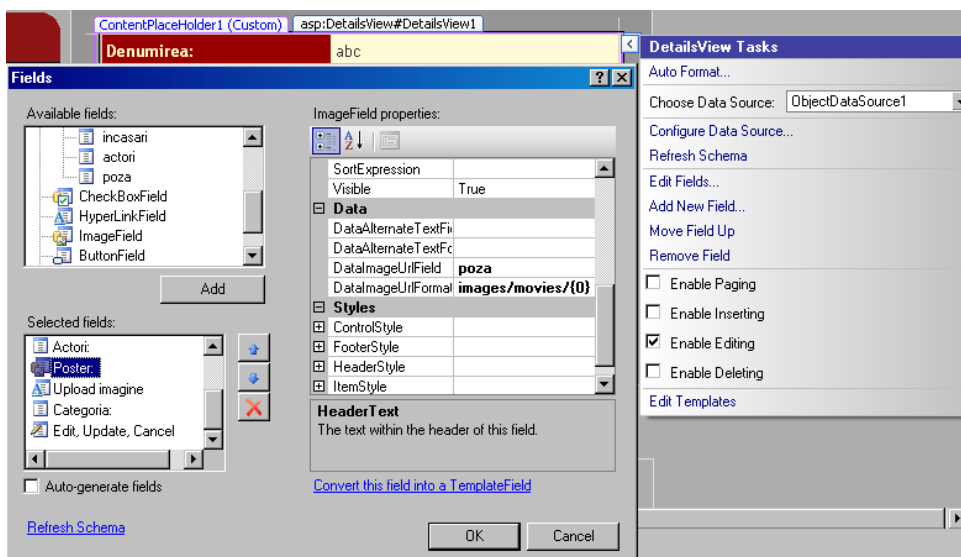 ContentPlaceHolder1 (Custom) asp:DetailsView#DetailsView1
Denumirea: abc
DetailsView Tasks
Auto Format...
Choose Data Source: ObjectDataSource1
Configure Data Source...
Refresh Schema
Edit Fields...
Add New Field...
Move Field Up
Remove Field
Enable Paging
Enable Inserting
Enable Editing
Enable Deleting
Edit Templates
Fields
Available fields:
incasari
actori
poza
CheckBoxField
HyperLinkField
ImageField
ButtonField
Add
Selected fields:
Actori:
Poster:
Upload imagine
Categoria:
Edit, Update, Cancel
Auto-generate fields
Refresh Schema
ImageField properties:
SortExpression
Visible True
Data
DataAlternateTextFi
DataAlternateTextFo
DataImageUrlField poza
DataImageUrlFormat images/movies/{0}
Styles
ControlStyle
FooterStyle
HeaderStyle
ItemStyle
HeaderText
The text within the header of this field.
Convert this field into a TemplateField
OK Cancel